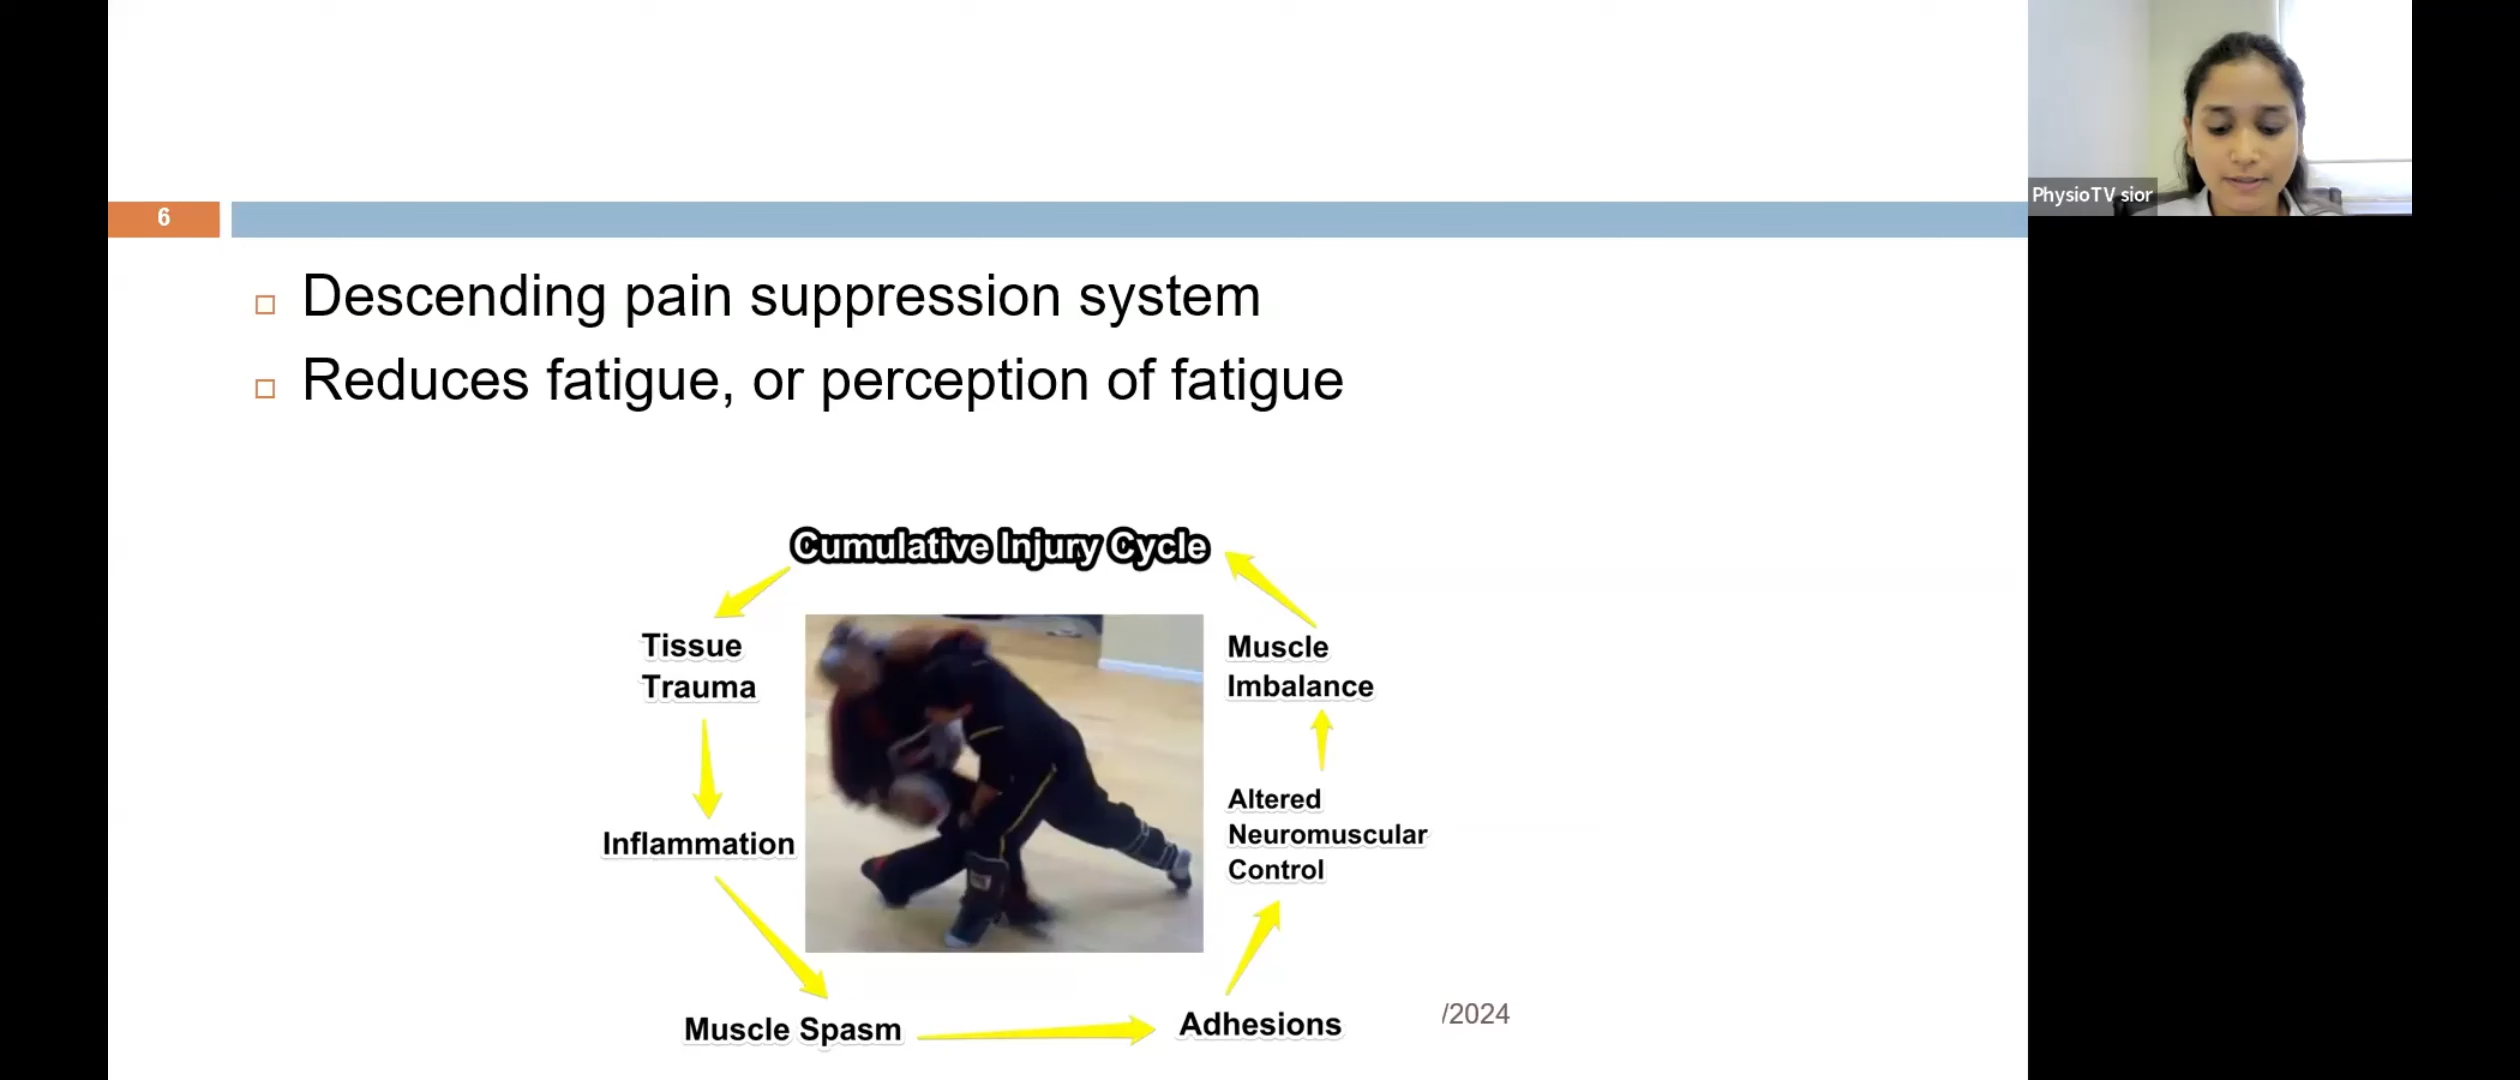 PhysioTV sior
6
Descending pain suppression system
Reduces fatigue, or perception of fatigue
Cumulative Injury Cycle
Tissue
Trauma
Inflammation
Muscle Spasm
Adhesions
Altered
Neuromuscular
Control
Muscle
Imbalance
/2024